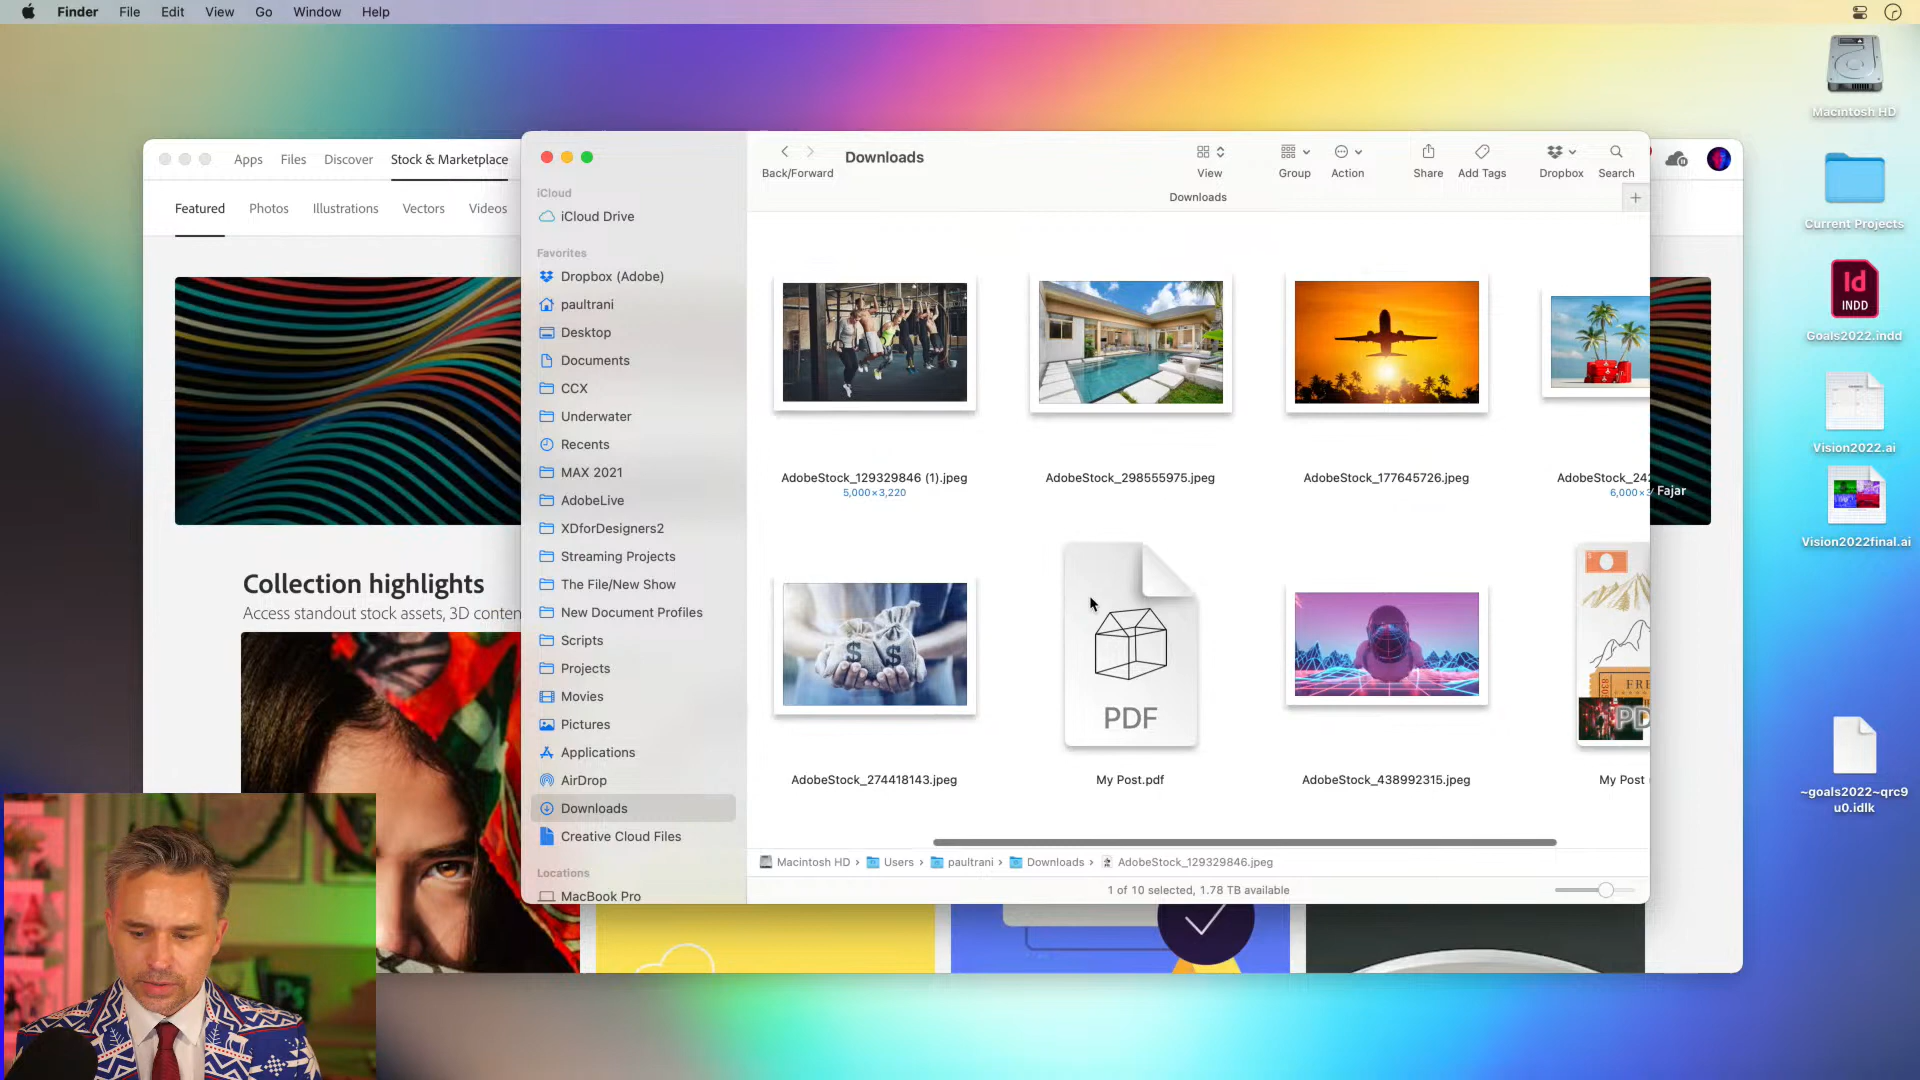 Finder File Edit View Go Window Help
Macintosh HD
Current Projects
Id
INDD
Goals2022.indd
Vision2022.ai
Vision2022final.ai
~goals2022~qrc9
u0.idlk
Apps Files Discover Stock & Marketplace
Featured Photos Illustrations Vectors Videos
Collection highlights
Access standout stock assets, 3D conten
Fajar
iCloud
iCloud Drive
Favorites
Dropbox (Adobe)
paultrani
Desktop
Documents
CCX
Underwater
Recents
MAX 2021
AdobeLive
XDforDesigners2
Streaming Projects
The File/New Show
New Document Profiles
Scripts
Projects
Movies
Pictures
Applications
AirDrop
Downloads
Creative Cloud Files
Locations
MacBook Pro
Back/Forward
Downloads
View
Group
Action
Share
Add Tags
Dropbox
Search
Downloads
AdobeStock_129329846 (1).jpeg
5,000×3,220
AdobeStock_298555975.jpeg
AdobeStock_177645726.jpeg
AdobeStock_242
6,000×3
$ $
AdobeStock_274418143.jpeg
PDF
My Post.pdf
AdobeStock_438992315.jpeg
FRE
PD
My Post
Macintosh HD › Users › paultrani › Downloads › AdobeStock_129329846.jpeg
1 of 10 selected, 1.78 TB available
Ps